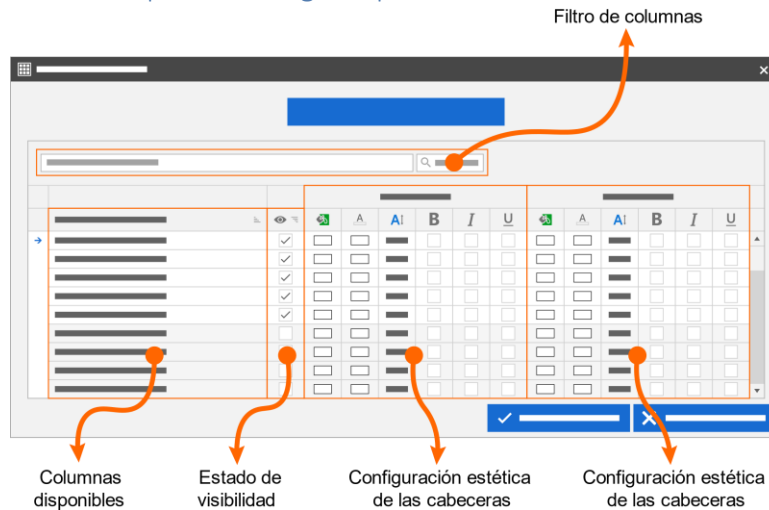 Filtro de columnas
A
A
B
I
U
A
A
B
I
U
Columnas
disponibles
Estado de
visibilidad
Configuración estética
de las cabeceras
Configuración estética
de las cabeceras